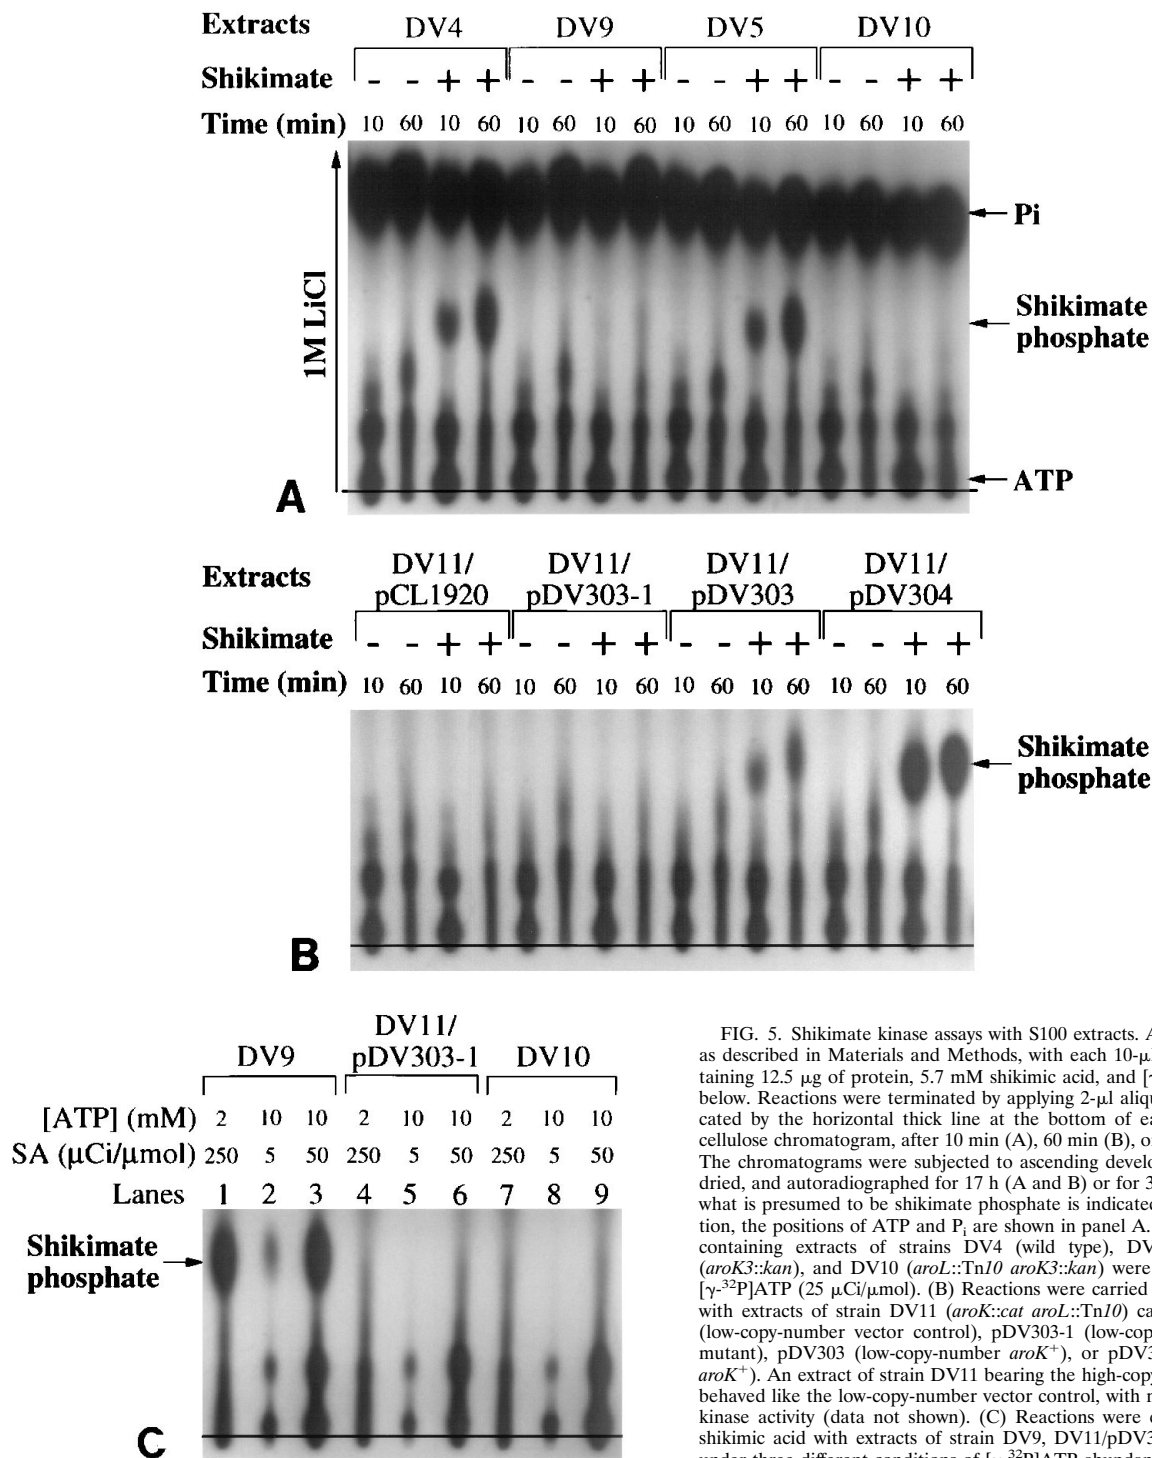 Extracts DV4 DV9 DV5 DV10
Shikimate - - + + - - + + - - + + - - + +
Time (min) 10 60 10 60 10 60 10 60 10 60 10 60 10 60 10 60
Pi
1M LiCl
Shikimate
phosphate
ATP
A
Extracts DV11/ DV11/ DV11/ DV11/
pCL1920 pDV303-1 pDV303 pDV304
Shikimate - - + + - - + + - - + + - - + +
Time (min) 10 60 10 60 10 60 10 60 10 60 10 60 10 60 10 60
Shikimate
phosphate
B
DV9 DV11/ DV10
pDV303-1
[ATP] (mM) 2 10 10 2 10 10 2 10 10
SA (µCi/µmol) 250 5 50 250 5 50 250 5 50
Lanes 1 2 3 4 5 6 7 8 9
Shikimate
phosphate
C
FIG. 5. Shikimate kinase assays with S100 extracts. A
as described in Materials and Methods, with each 10-µl
taining 12.5 µg of protein, 5.7 mM shikimic acid, and [γ
below. Reactions were terminated by applying 2-µl aliqu
cated by the horizontal thick line at the bottom of ea
cellulose chromatogram, after 10 min (A), 60 min (B), o
The chromatograms were subjected to ascending develo
dried, and autoradiographed for 17 h (A and B) or for 3
what is presumed to be shikimate phosphate is indicated
tion, the positions of ATP and Pi are shown in panel A.
containing extracts of strains DV4 (wild type), DV
(aroK3::kan), and DV10 (aroL::Tn10 aroK3::kan) were
[γ-32P]ATP (25 µCi/µmol). (B) Reactions were carried
with extracts of strain DV11 (aroK::cat aroL::Tn10) ca
(low-copy-number vector control), pDV303-1 (low-cop
mutant), pDV303 (low-copy-number aroK+), or pDV3
aroK+). An extract of strain DV11 bearing the high-copy
behaved like the low-copy-number vector control, with n
kinase activity (data not shown). (C) Reactions were c
shikimic acid with extracts of strain DV9, DV11/pDV3